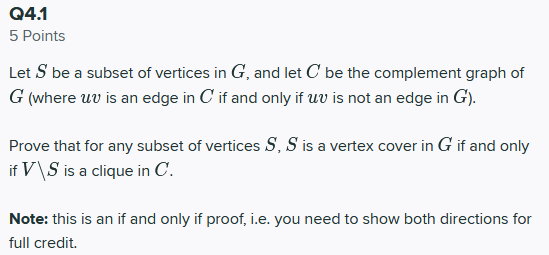 Q4.1
5 Points
Let S be a subset of vertices in G, and let C be the complement graph of
G (where uv is an edge in C if and only if uv is not an edge in G).
Prove that for any subset of vertices S, S is a vertex cover in G if and only
if V\S is a clique in C.
Note: this is an if and only if proof, i.e. you need to show both directions for
full credit.